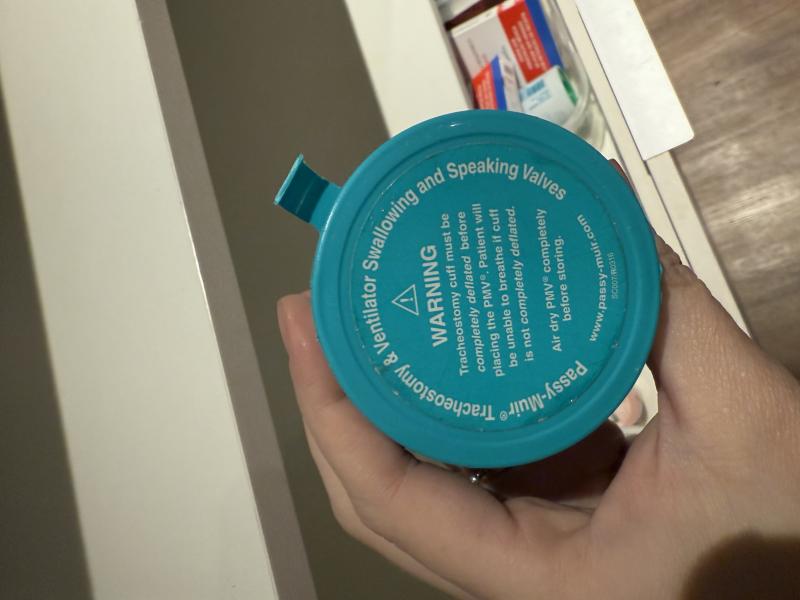 Passy-Muir® Tracheostomy & Ventilator Swallowing and Speaking Valves
WARNING
Tracheostomy cuff must be
completely deflated before
placing the PMV®. Patient will
be unable to breathe if cuff
is not completely deflated.
Air dry PMV® completely
before storing.
www.passy-muir.com